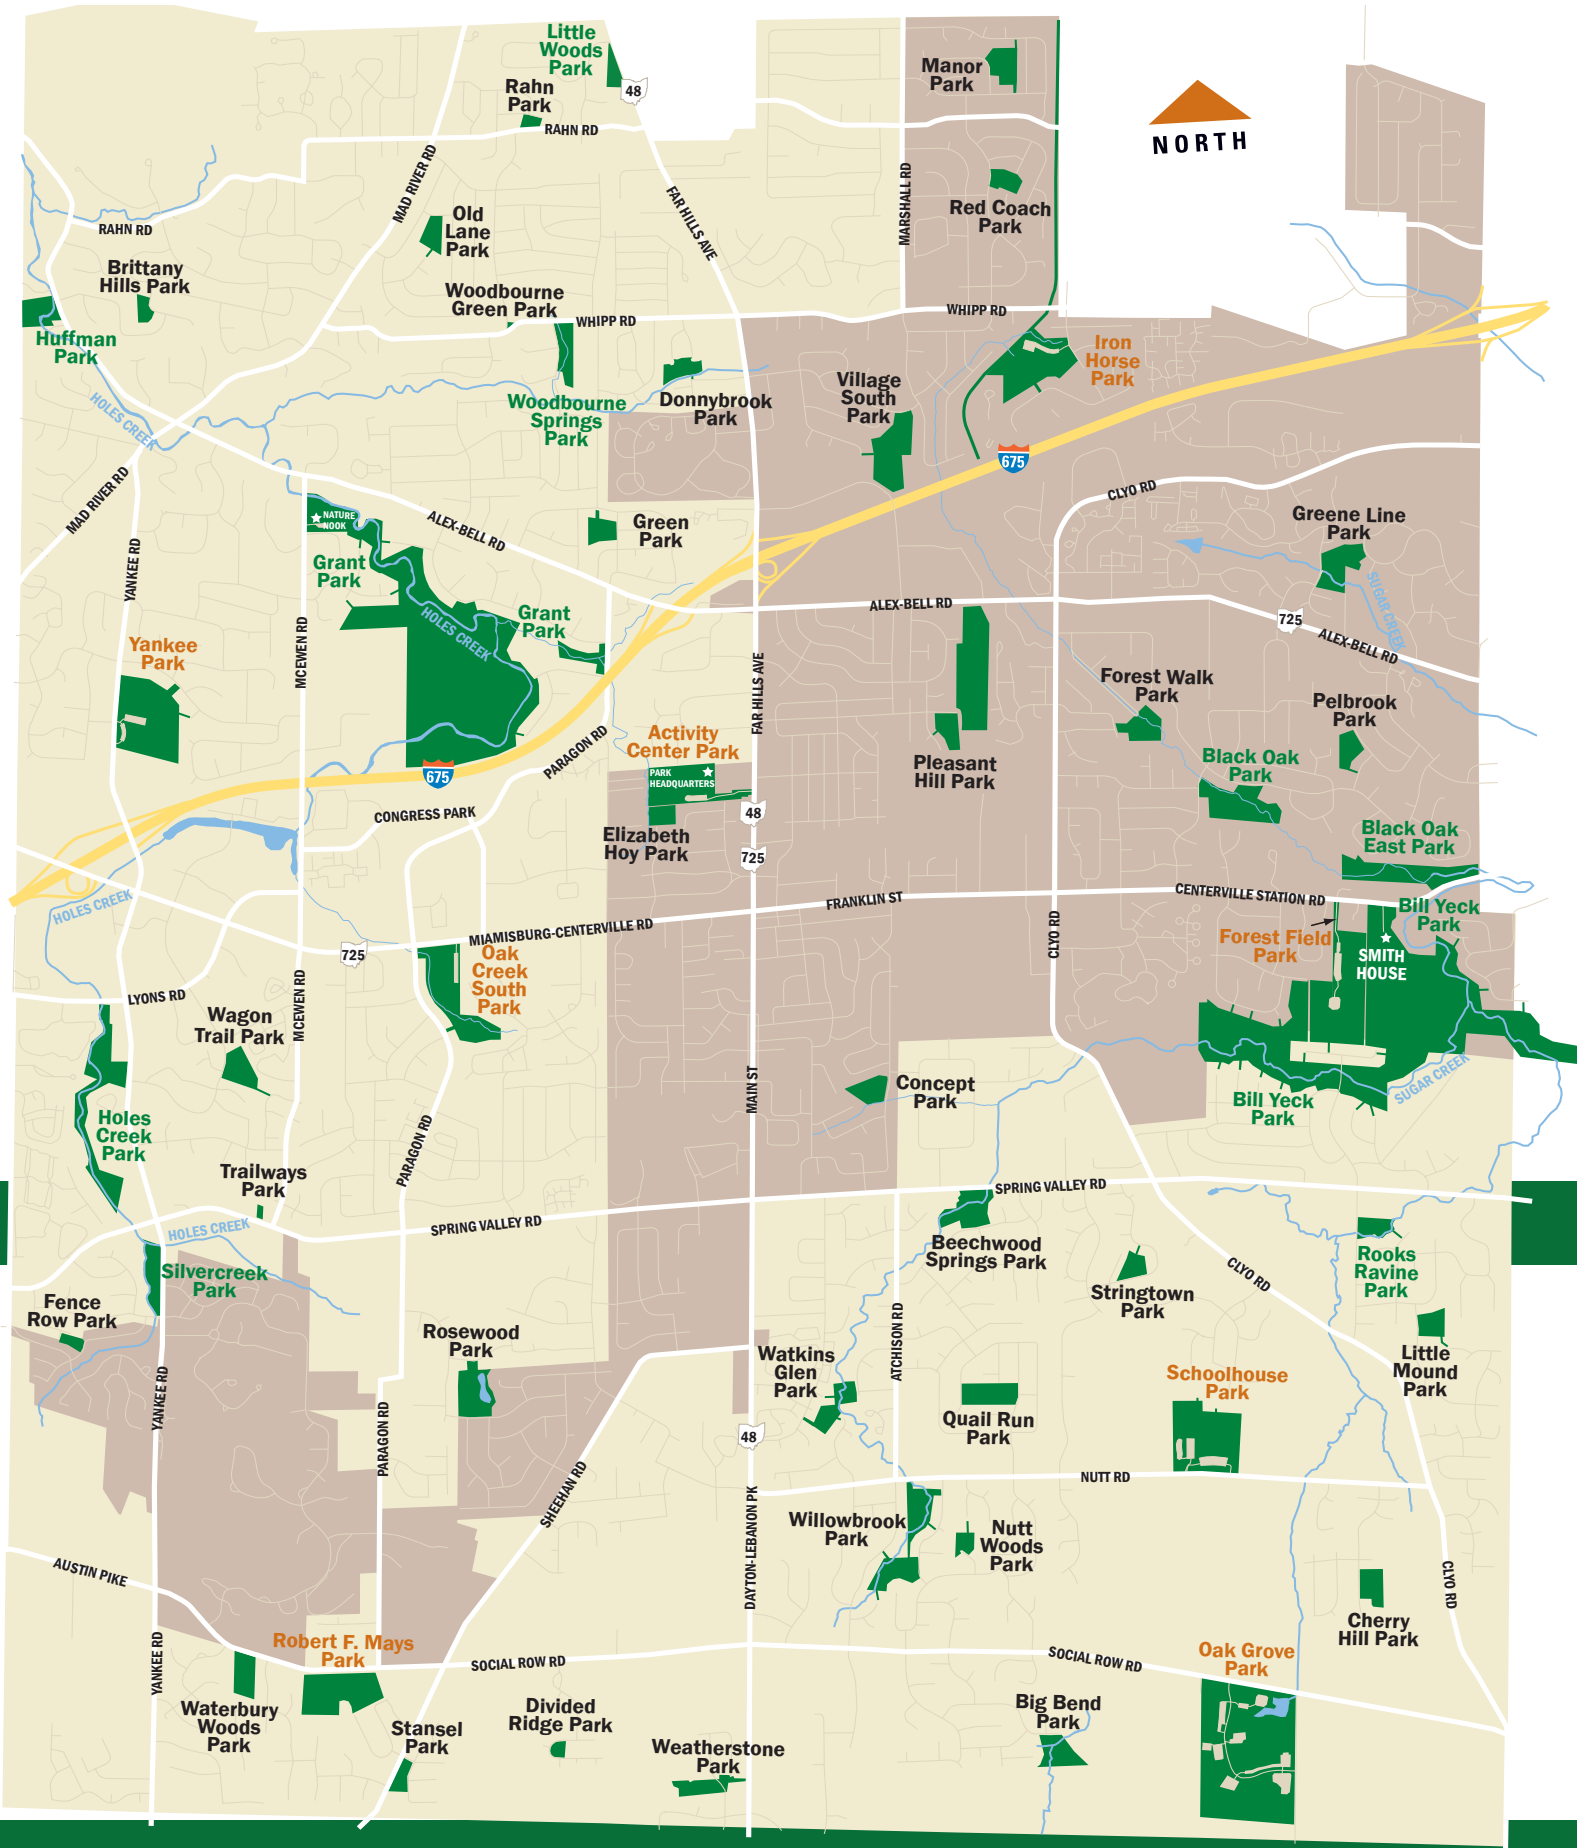 Little
Woods
Park
48
Rahn
Park
RAHN RD
Manor
Park
NORTH
MAD RIVER RD
FAR HILLS AVE
MARSHALL RD
Red Coach
Park
RAHN RD
Old
Lane
Park
Brittany
Hills Park
Woodbourne
Green Park
WHIPP RD
WHIPP RD
Huffman
Park
Iron
Horse
Park
Village
South
Park
HOLES CREEK
Woodbourne
Springs
Park
Donnybrook
Park
675
MAD RIVER RD
CLYO RD
NATURE
NOOK
ALEX-BELL RD
Green
Park
Greene Line
Park
YANKEE RD
Grant
Park
SUGAR CREEK
HOLES CREEK
Grant
Park
ALEX-BELL RD
725
ALEX-BELL RD
MCEWEN RD
Yankee
Park
FAR HILLS AVE
Forest Walk
Park
Pelbrook
Park
PARAGON RD
Activity
Center Park
PARK
HEADQUARTERS
Pleasant
Hill Park
Black Oak
Park
675
CONGRESS PARK
48
Elizabeth
Hoy Park
725
Black Oak
East Park
HOLES CREEK
FRANKLIN ST
CENTERVILLE STATION RD
MIAMISBURG-CENTERVILLE RD
CLYO RD
Bill Yeck
Park
Forest Field
Park
SMITH
HOUSE
725
Oak
Creek
South
Park
LYONS RD
MCEWEN RD
Wagon
Trail Park
MAIN ST
Concept
Park
SUGAR CREEK
Bill Yeck
Park
Holes
Creek
Park
PARAGON RD
Trailways
Park
SPRING VALLEY RD
HOLES CREEK
SPRING VALLEY RD
Beechwood
Springs Park
Silvercreek
Park
Stringtown
Park
CLYO RD
Rooks
Ravine
Park
Fence
Row Park
Rosewood
Park
ATCHISON RD
Watkins
Glen
Park
Little
Mound
Park
Schoolhouse
Park
YANKEE RD
PARAGON RD
Quail Run
Park
48
NUTT RD
SHEEHAN RD
DAYTON-LEBANON PK
Willowbrook
Park
Nutt
Woods
Park
AUSTIN PIKE
CLYO RD
Cherry
Hill Park
YANKEE RD
Robert F. Mays
Park
SOCIAL ROW RD
SOCIAL ROW RD
Oak Grove
Park
Waterbury
Woods
Park
Stansel
Park
Divided
Ridge Park
Big Bend
Park
Weatherstone
Park